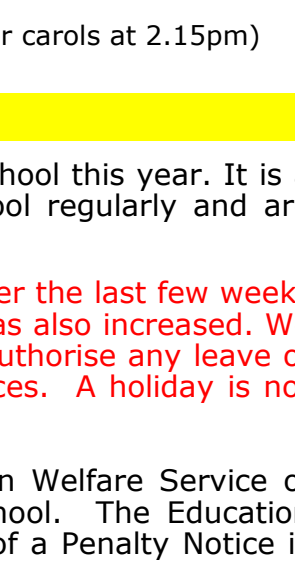 r carols at 2.15pm)
hool this year. It is
ool regularly and ar
er the last few week
as also increased. W
uthorise any leave o
ces. A holiday is no
n Welfare Service o
hool. The Education
of a Penalty Notice i